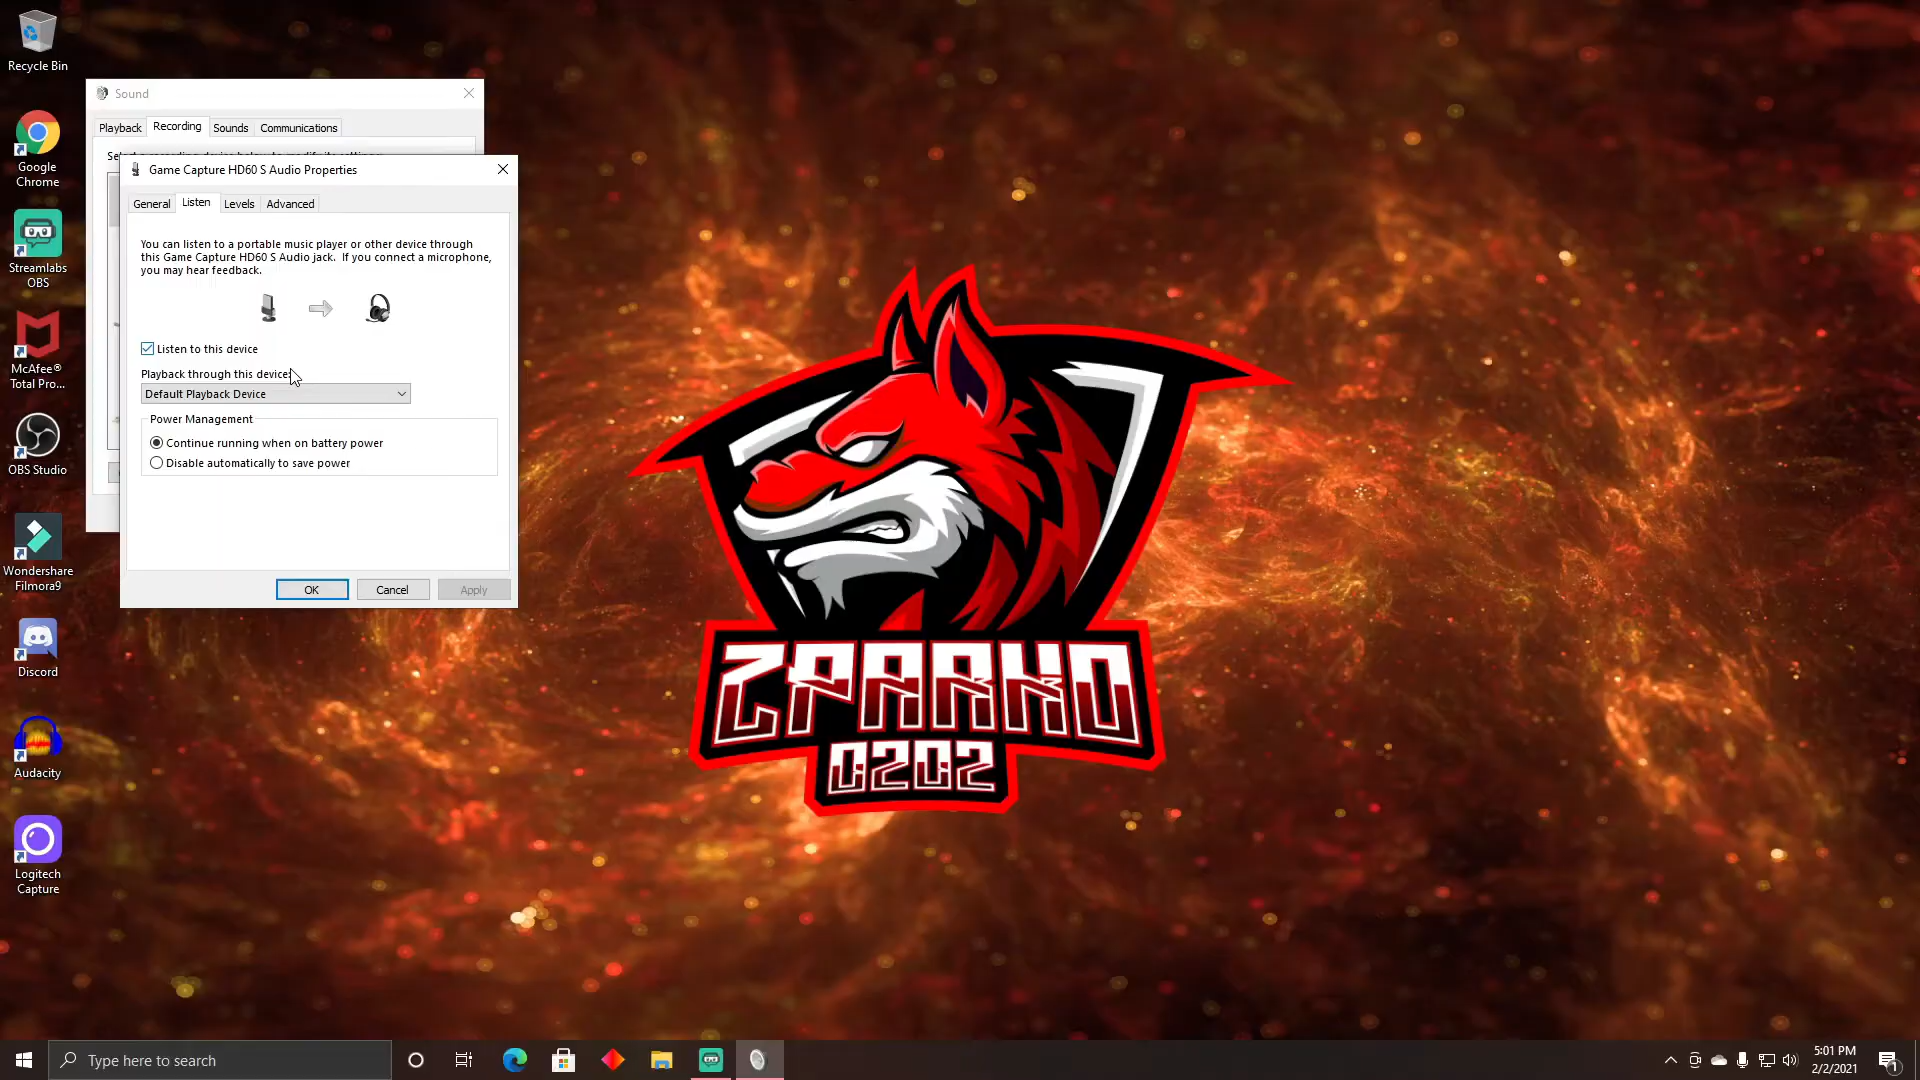 Recycle Bin
Google
Chrome
Streamlabs
OBS
McAfee®
Total Pro...
OBS Studio
Wondershare
Filmora9
Discord
Audacity
Logitech
Capture
Sound
Playback
Recording
Sounds
Communications
Game Capture HD60 S Audio Properties
General
Listen
Levels
Advanced
You can listen to a portable music player or other device through
this Game Capture HD60 S Audio jack. If you connect a microphone,
you may hear feedback.
Listen to this device
Playback through this device:
Default Playback Device
Power Management
Continue running when on battery power
Disable automatically to save power
OK
Cancel
Apply
ZPARKO
0202
Type here to search
5:01 PM
2/2/2021
1